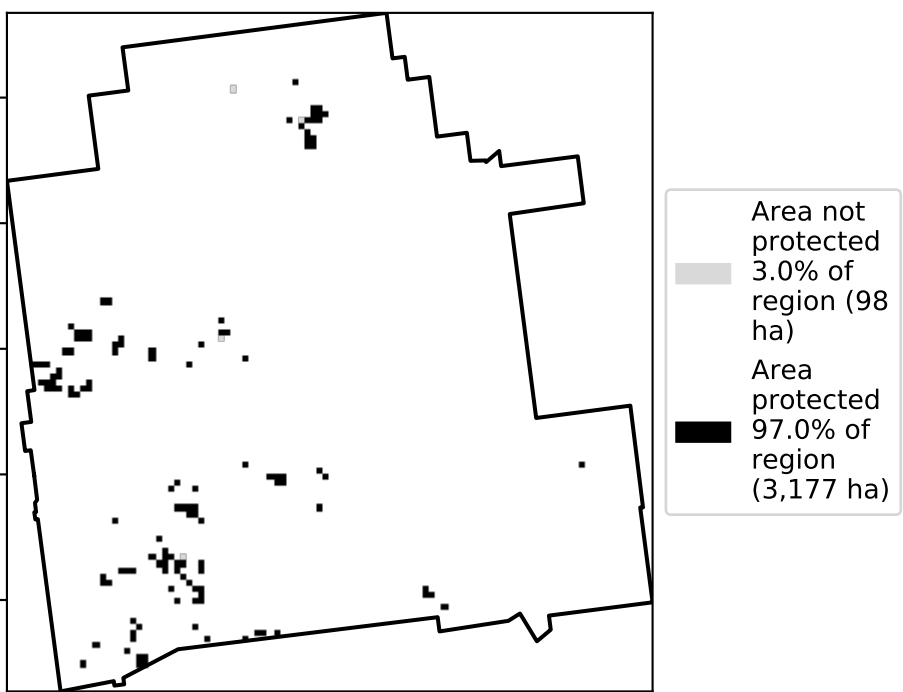 Area not
protected
3.0% of
region (98
ha)
Area
protected
97.0% of
region
(3,177 ha)